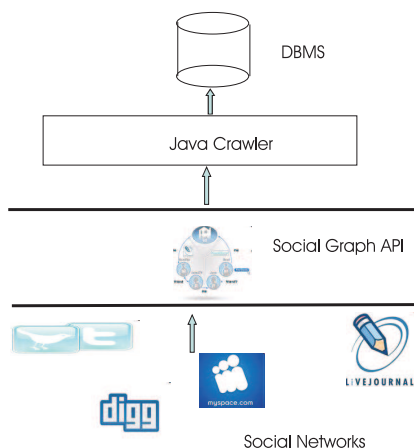 DBMS
Java Crawler
Social Graph API
t
LIVEJOURNAL
myspace.com
digg
Social Networks